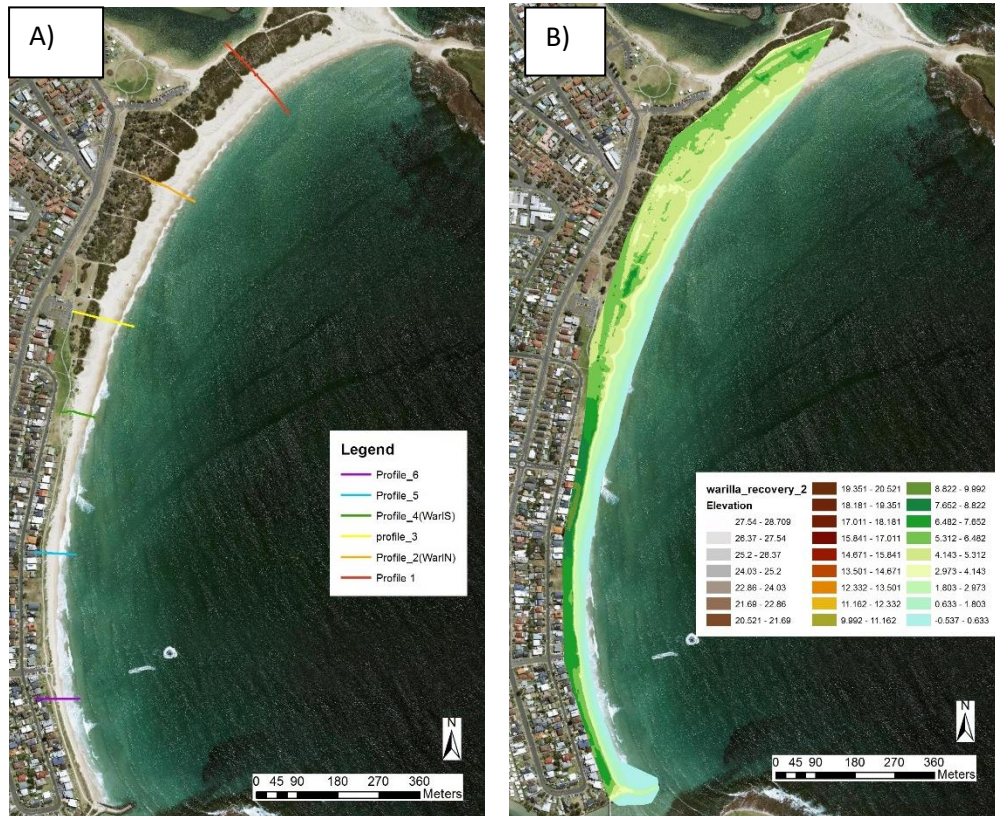 A)
Legend
Profile_6
Profile_5
Profile_4(WarlS)
profile_3
Profile_2(WarlN)
Profile 1
N
0 45 90 180 270 360
Meters
B)
warilla_recovery_2
Elevation
27.54 - 28.709
26.37 - 27.54
25.2 - 26.37
24.03 - 25.2
22.86 - 24.03
21.69 - 22.86
20.521 - 21.69
19.351 - 20.521
18.181 - 19.351
17.011 - 18.181
15.841 - 17.011
14.671 - 15.841
13.501 - 14.671
12.332 - 13.501
11.162 - 12.332
9.992 - 11.162
8.822 - 9.992
7.652 - 8.822
6.482 - 7.652
5.312 - 6.482
4.143 - 5.312
2.973 - 4.143
1.803 - 2.973
0.633 - 1.803
-0.537 - 0.633
N
0 45 90 180 270 360
Meters